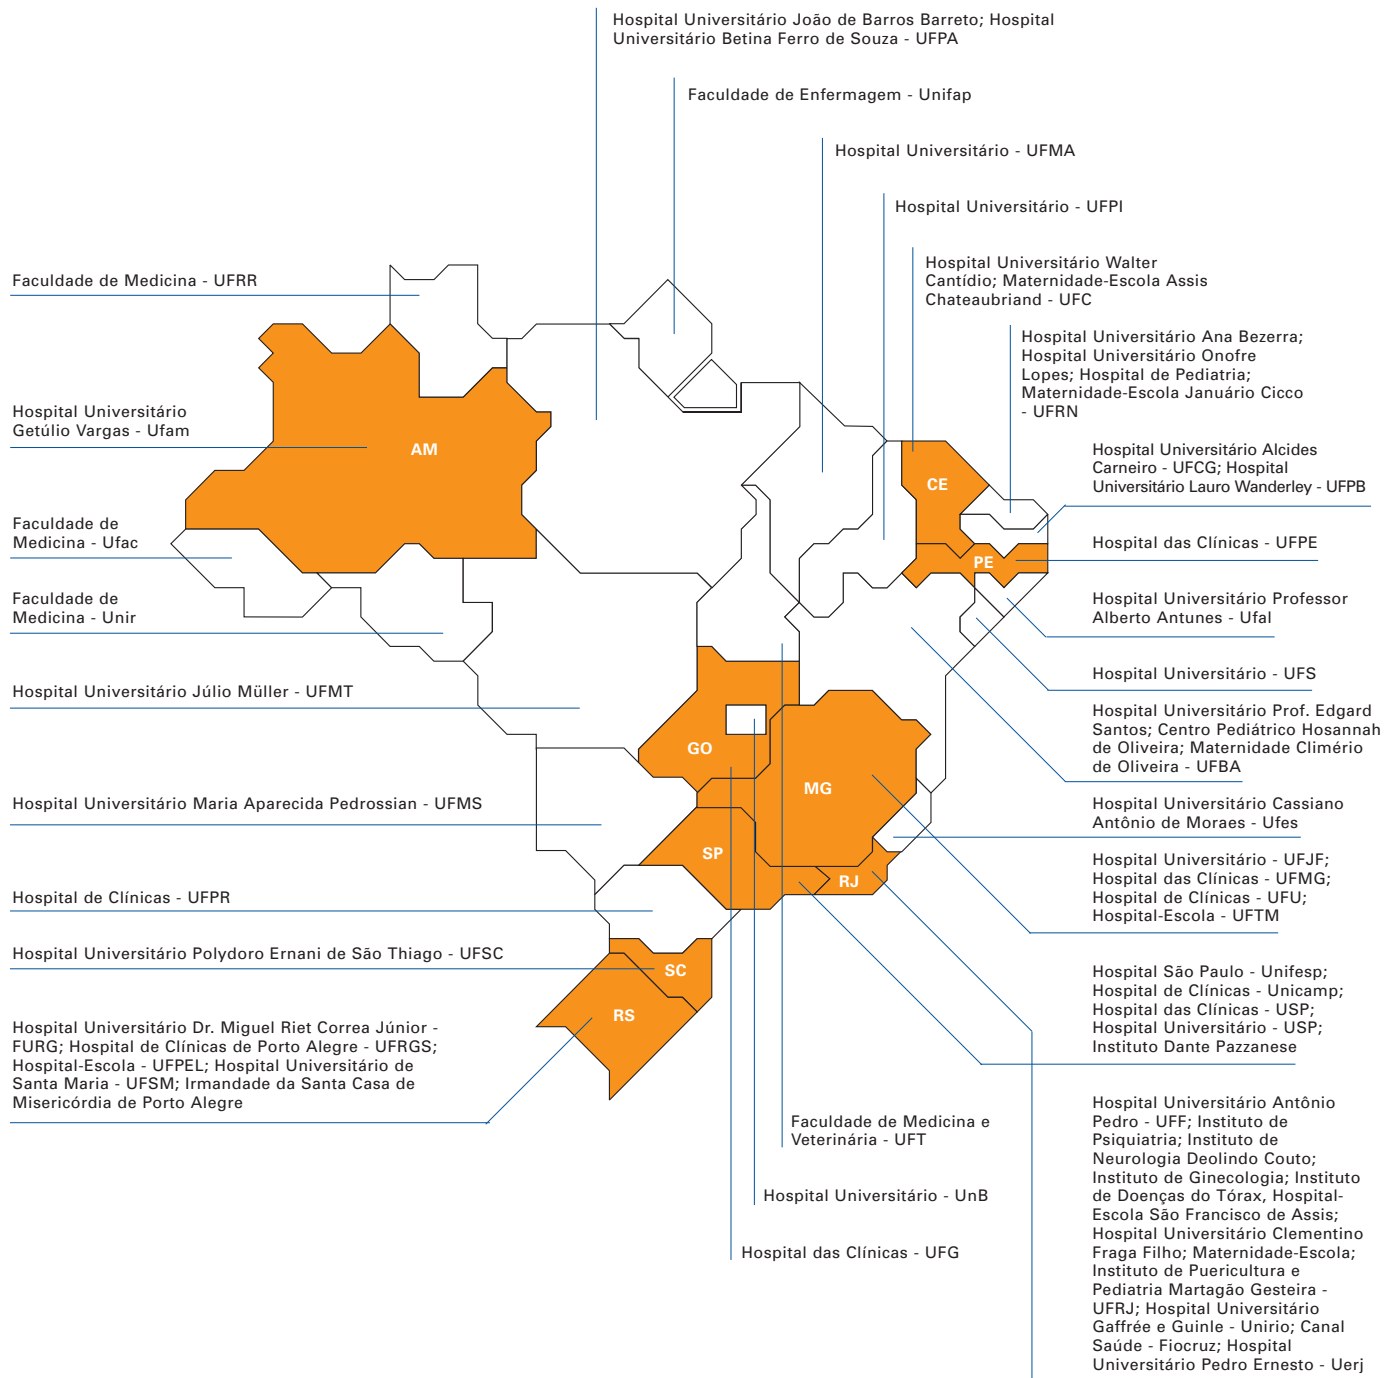 Hospital Universitário João de Barros Barreto; Hospital
Universitário Betina Ferro de Souza - UFPA
Faculdade de Enfermagem - Unifap
Hospital Universitário - UFMA
Hospital Universitário - UFPI
Hospital Universitário Walter
Cantídio; Maternidade-Escola Assis
Chateaubriand - UFC
Hospital Universitário Ana Bezerra;
Hospital Universitário Onofre
Lopes; Hospital de Pediatria;
Maternidade-Escola Januário Cicco
- UFRN
Hospital Universitário Alcides
Carneiro - UFCG; Hospital
Universitário Lauro Wanderley - UFPB
Hospital das Clínicas - UFPE
Hospital Universitário Professor
Alberto Antunes - Ufal
Hospital Universitário - UFS
Hospital Universitário Prof. Edgard
Santos; Centro Pediátrico Hosannah
de Oliveira; Maternidade Climério
de Oliveira - UFBA
Hospital Universitário Cassiano
Antônio de Moraes - Ufes
Hospital Universitário - UFJF;
Hospital das Clínicas - UFMG;
Hospital de Clínicas - UFU;
Hospital-Escola - UFTM
Hospital São Paulo - Unifesp;
Hospital de Clínicas - Unicamp;
Hospital das Clínicas - USP;
Hospital Universitário - USP;
Instituto Dante Pazzanese
Hospital Universitário Antônio
Pedro - UFF; Instituto de
Psiquiatria; Instituto de
Neurologia Deolindo Couto;
Instituto de Ginecologia; Instituto
de Doenças do Tórax, Hospital-
Escola São Francisco de Assis;
Hospital Universitário Clementino
Fraga Filho; Maternidade-Escola;
Instituto de Puericultura e
Pediatria Martagão Gesteira -
UFRJ; Hospital Universitário
Gaffrée e Guinle - Unirio; Canal
Saúde - Fiocruz; Hospital
Universitário Pedro Ernesto - Uerj
Faculdade de Medicina - UFRR
Hospital Universitário
Getúlio Vargas - Ufam
Faculdade de
Medicina - Ufac
Faculdade de
Medicina - Unir
Hospital Universitário Júlio Müller - UFMT
Hospital Universitário Maria Aparecida Pedrossian - UFMS
Hospital de Clínicas - UFPR
Hospital Universitário Polydoro Ernani de São Thiago - UFSC
Hospital Universitário Dr. Miguel Riet Correa Júnior -
FURG; Hospital de Clínicas de Porto Alegre - UFRGS;
Hospital-Escola - UFPEL; Hospital Universitário de
Santa Maria - UFSM; Irmandade da Santa Casa de
Misericórdia de Porto Alegre
Faculdade de Medicina e
Veterinária - UFT
Hospital Universitário - UnB
Hospital das Clínicas - UFG
AM
CE
PE
GO
MG
SP
RJ
SC
RS